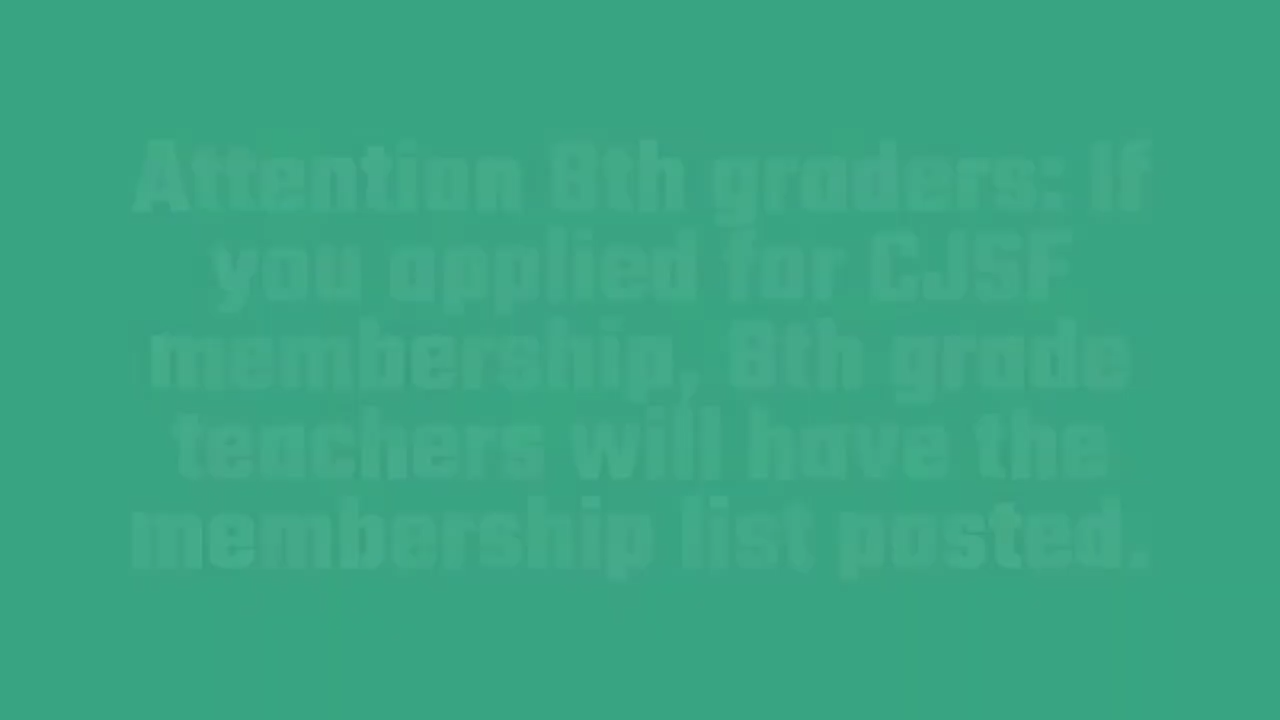 Attention 8th graders: If
you applied for CJSF
membership, 8th grade
teachers will have the
membership list posted.